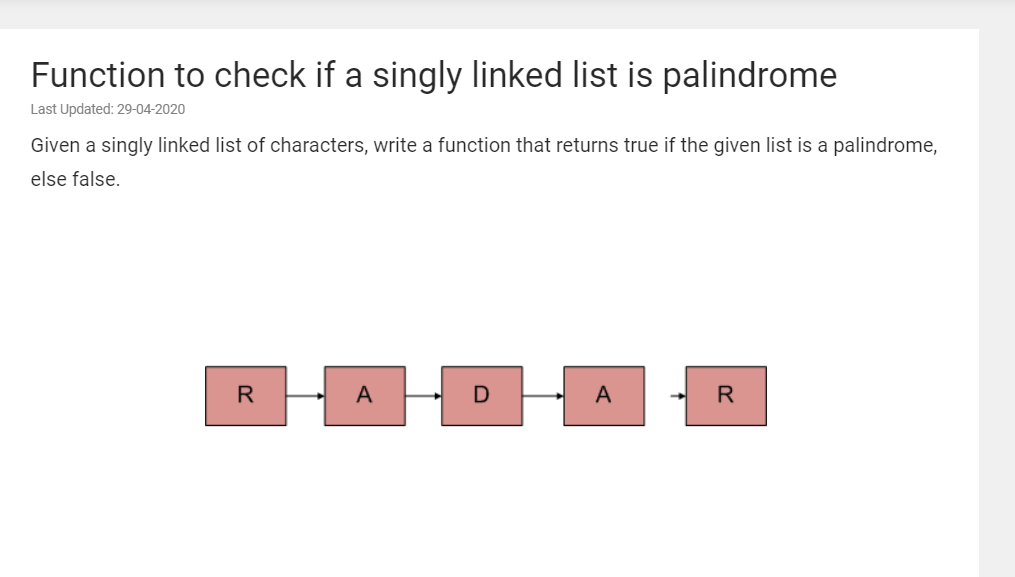 Function to check if a singly linked list is palindrome
Last Updated: 29-04-2020
Given a singly linked list of characters, write a function that returns true if the given list is a palindrome,
else false.
R A D A R